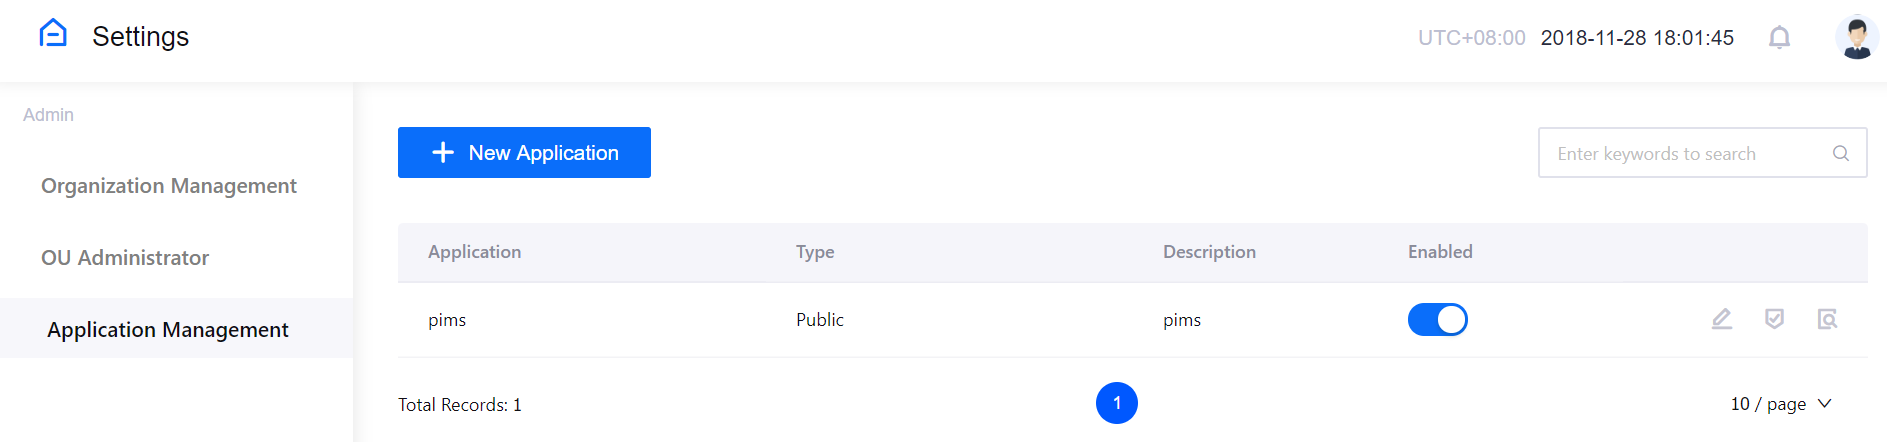 Settings
UTC+08:00 2018-11-28 18:01:45
Admin
Organization Management
OU Administrator
Application Management
New Application
Enter keywords to search
Application Type Description Enabled
pims Public pims
Total Records: 1
1
10 / page